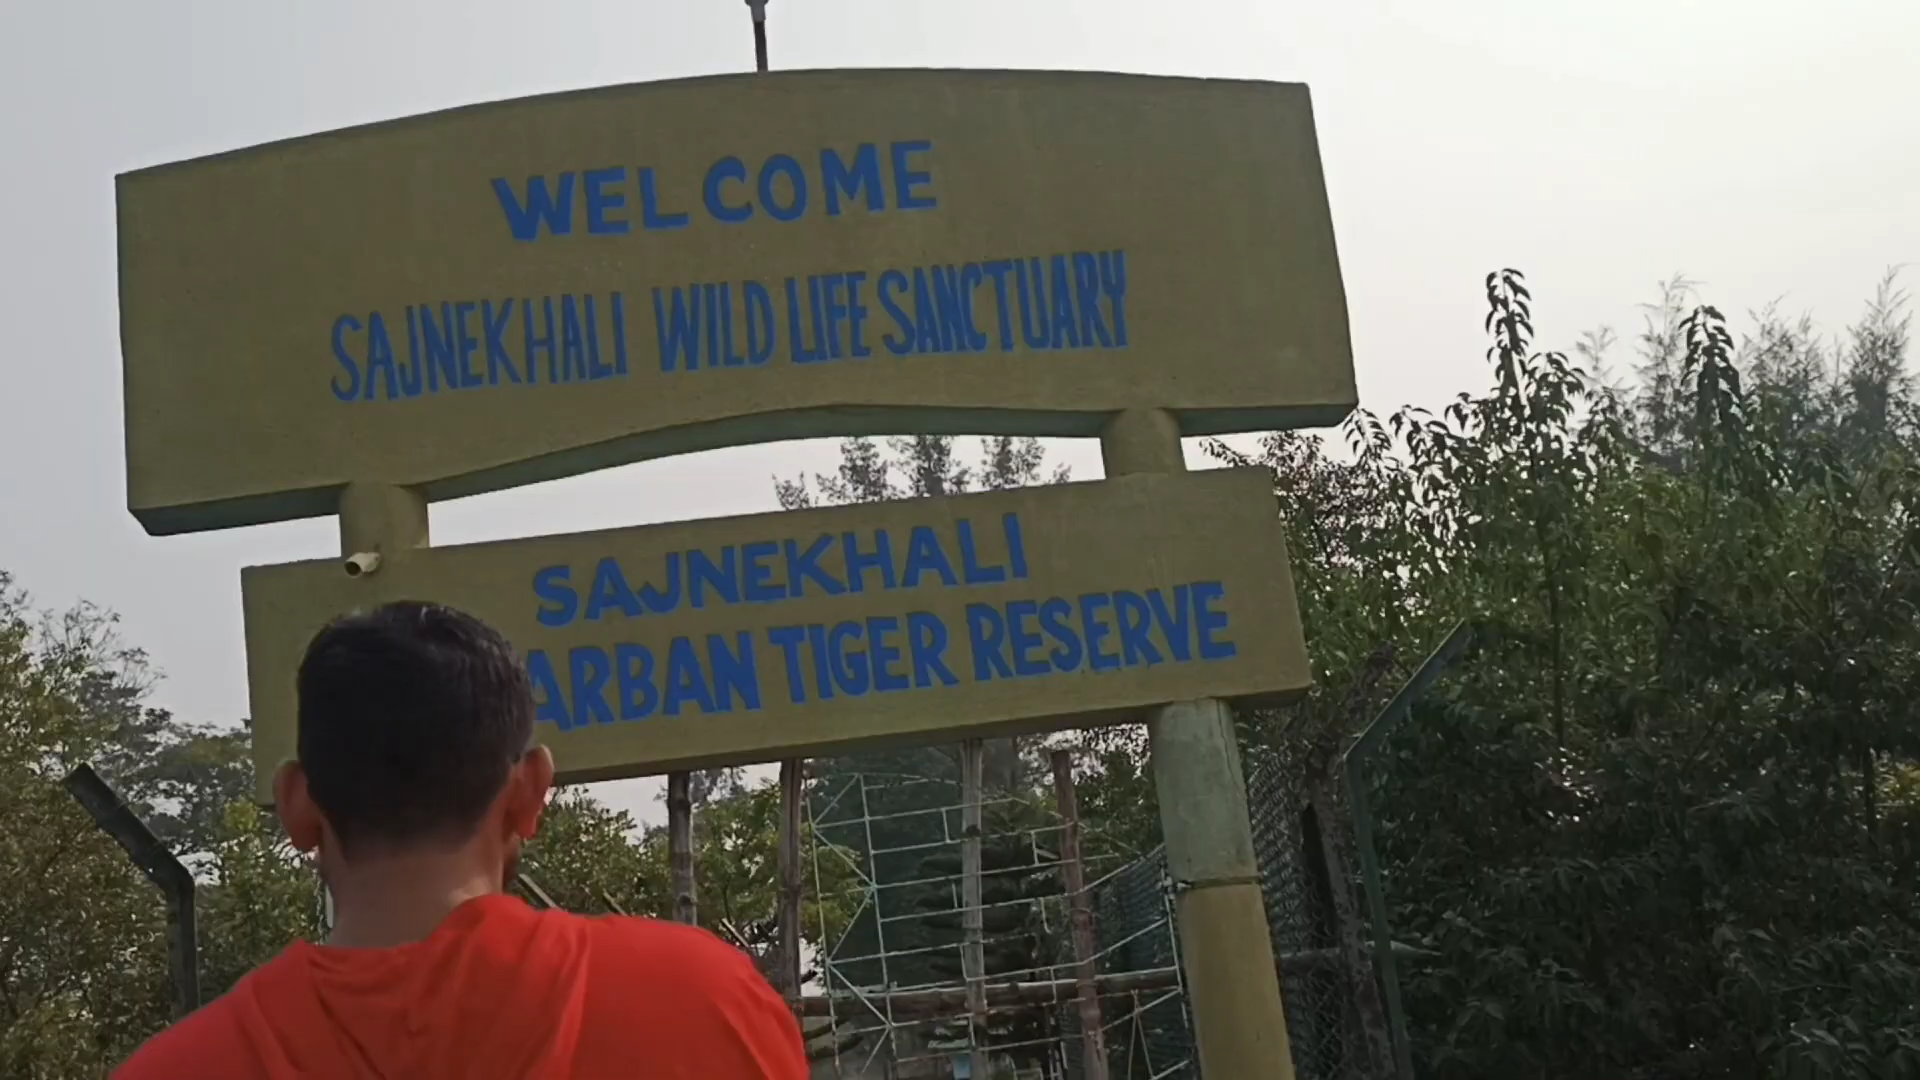 WELCOME
SAJNEKHALI WILD LIFE SANCTUARY
SAJNEKHALI
ARBAN TIGER RESERVE